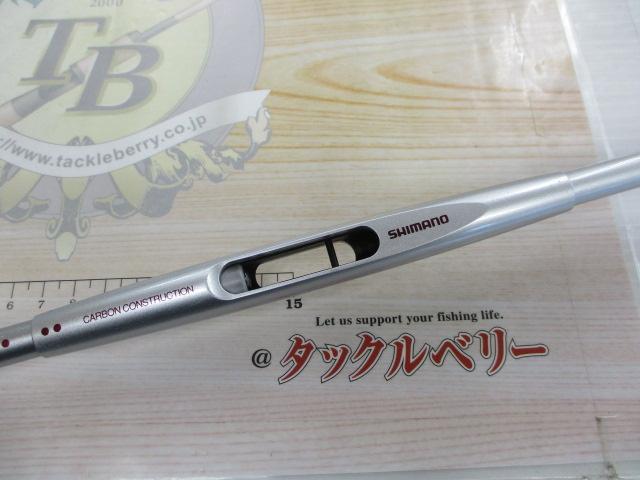 2000
TB
://www.tackleberry.co.jp
SHIMANO
CARBON CONSTRUCTION
6 7 8
15
Let us support your fishing life.
@タックルベリー